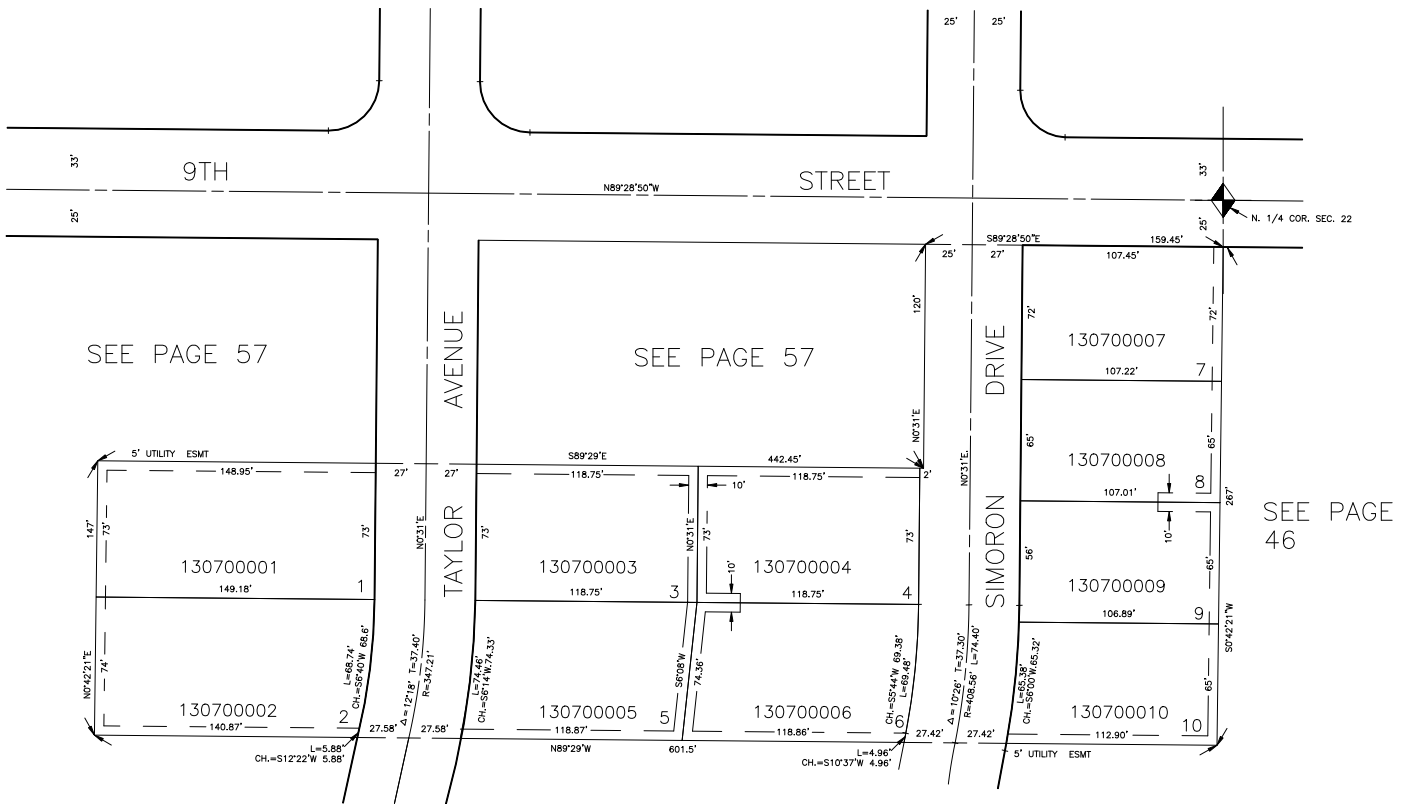 25'
25'
33'
9TH
STREET
33'
N89°28'50"W
25'
25'
N. 1/4 COR. SEC. 22
S89°28'50"E
159.45'
25'
27'
107.45'
120'
72'
72'
AVENUE
DRIVE
SEE PAGE 57
SEE PAGE 57
130700007
107.22'
7
N0°31'E
65'
65'
5' UTILITY ESMT
S89°29'E
442.45'
130700008
148.95'
27'
27'
118.75'
118.75'
2'
N0°31'E.
107.01'
8
10'
267'
SEE PAGE
46
147'
73'
73'
N0°31'E
73'
N0°31'E
73'
73'
56'
10'
65'
TAYLOR
SIMORON
130700001
1
130700003
3
10'
130700004
4
130700009
9
149.18'
118.75'
118.75'
106.89'
N0°42'21"E
74'
L=68.74'
CH.=S6°40'W 68.6'
Δ=12°18' T=37.40'
R=347.21'
L=74.46'
CH.=S6°14'W.74.33'
S6°08'W
74.36'
CH.=S5°44'W 69.38'
L=69.48'
Δ=10°26' T=37.30'
R=408.56' L=74.40'
L=65.38'
CH.=S6°00'W.65.32'
65'
S0°42'21"W
130700002
2
130700005
5
130700006
6
130700010
10
140.87'
27.58'
27.58'
118.87'
118.86'
27.42'
27.42'
112.90'
L=5.88'
CH.=S12°22'W 5.88'
N89°29'W
601.5'
L=4.96'
CH.=S10°37'W 4.96'
5' UTILITY ESMT